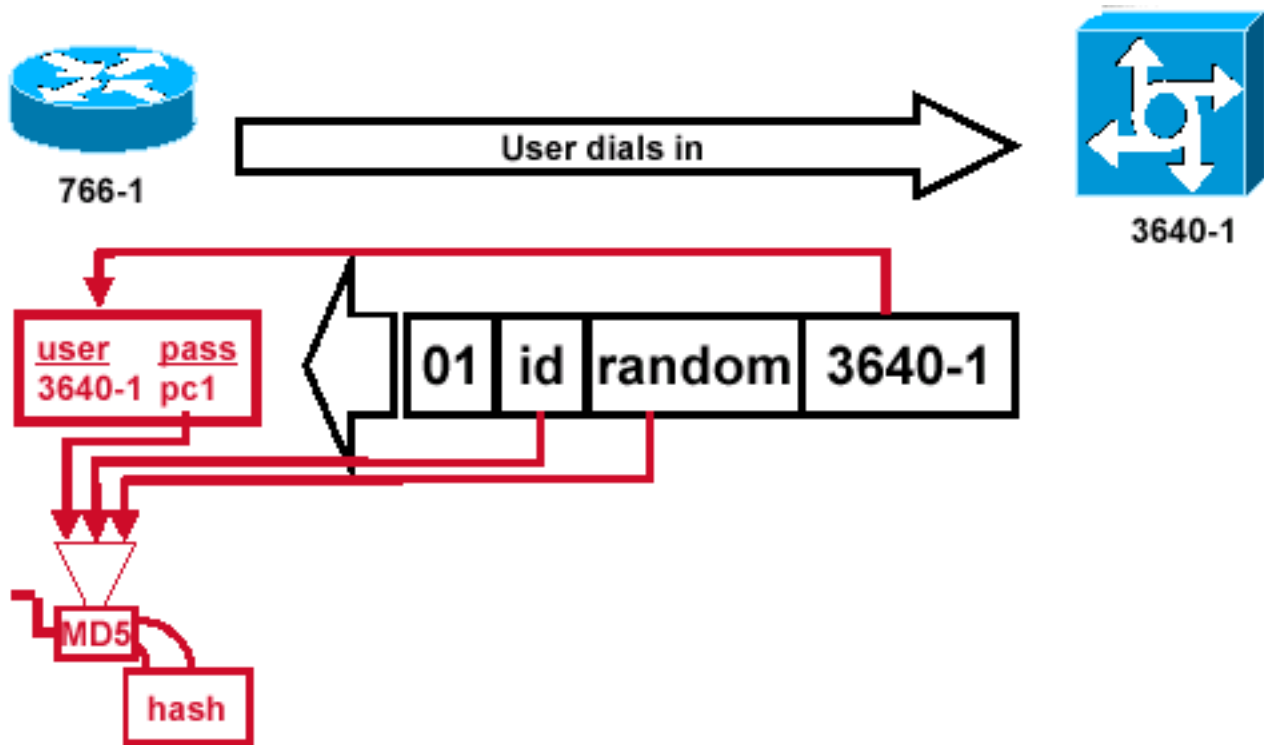 User dials in
766-1
3640-1
user pass
3640-1 pc1
01 id random 3640-1
MD5
hash